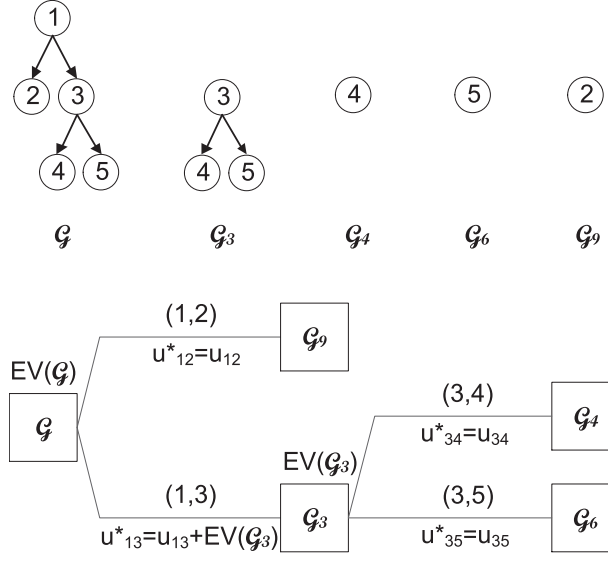 1
2 3 3 4 5 2
4 5 4 5
𝒢 𝒢3 𝒢4 𝒢6 𝒢9
(1,2)
u*12=u12
𝒢9
EV(𝒢)
𝒢
(3,4)
u*34=u34
𝒢4
EV(𝒢3)
(1,3)
u*13=u13+EV(𝒢3)
𝒢3
(3,5)
u*35=u35
𝒢6